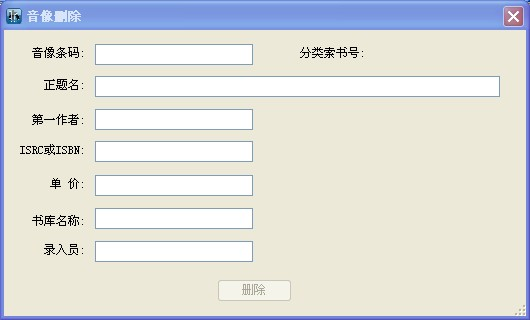 音像删除
音像条码: 分类索书号:
正题名:
第一作者:
ISRC或ISBN:
单 价:
书库名称:
录入员:
删除